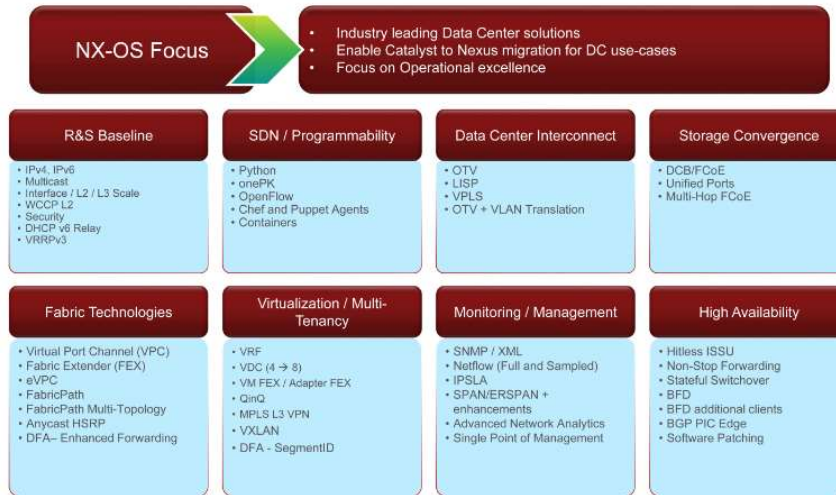 NX-OS Focus
• Industry leading Data Center solutions
• Enable Catalyst to Nexus migration for DC use-cases
• Focus on Operational excellence
R&S Baseline
• IPv4, IPv6
• Multicast
• Interface / L2 / L3 Scale
• WCCP L2
• Security
• DHCP v6 Relay
• VRRPv3
SDN / Programmability
• Python
• onePK
• OpenFlow
• Chef and Puppet Agents
• Containers
Data Center Interconnect
• OTV
• LISP
• VPLS
• OTV + VLAN Translation
Storage Convergence
• DCB/FCoE
• Unified Ports
• Multi-Hop FCoE
Fabric Technologies
• Virtual Port Channel (VPC)
• Fabric Extender (FEX)
• eVPC
• FabricPath
• FabricPath Multi-Topology
• Anycast HSRP
• DFA– Enhanced Forwarding
Virtualization / Multi-
Tenancy
• VRF
• VDC (4 → 8)
• VM FEX / Adapter FEX
• QinQ
• MPLS L3 VPN
• VXLAN
• DFA - SegmentID
Monitoring / Management
• SNMP / XML
• Netflow (Full and Sampled)
• IPSLA
• SPAN/ERSPAN +
enhancements
• Advanced Network Analytics
• Single Point of Management
High Availability
• Hitless ISSU
• Non-Stop Forwarding
• Stateful Switchover
• BFD
• BFD additional clients
• BGP PIC Edge
• Software Patching